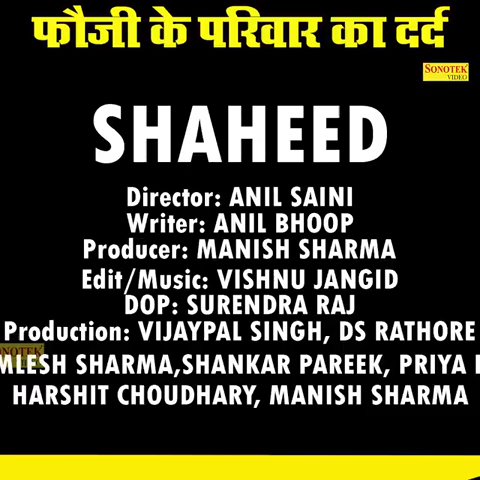 फौजी के परिवार का दर्द
SONOTEK
VIDEO
SHAHEED
Director: ANIL SAINI
Writer: ANIL BHOOP
Producer: MANISH SHARMA
Edit/Music: VISHNU JANGID
DOP: SURENDRA RAJ
Production: VIJAYPAL SINGH, DS RATHORE
SHARMA,SHANKAR PAREEK, PRIYA
HARSHIT CHOUDHARY, MANISH SHARMA